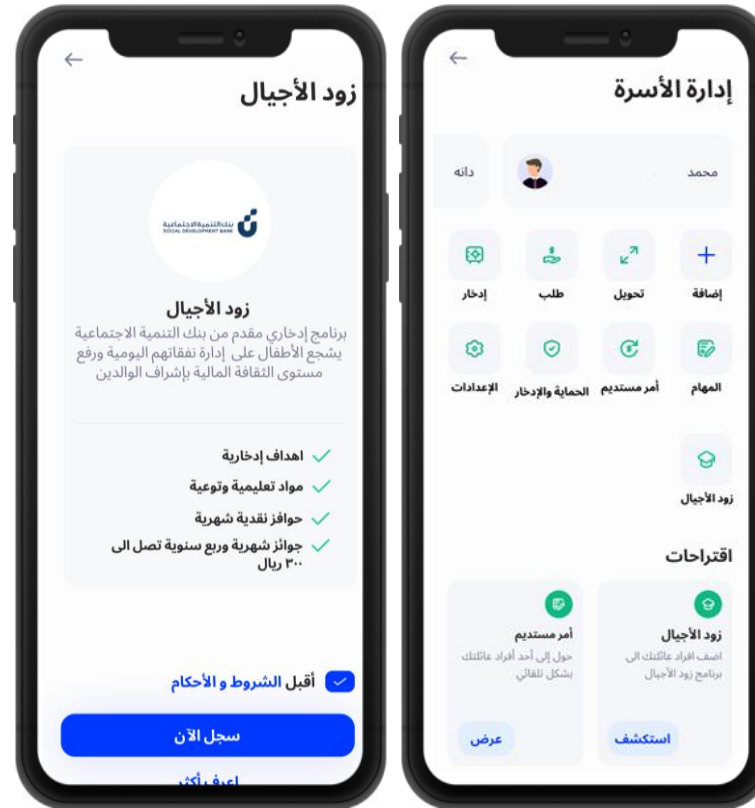 إدارة الأسرة
محمد
دانه
إضافة
تحويل
طلب
إدخار
المهام
أمر مستديم
الحماية والإدخار
الإعدادات
زود الأجيال
اقتراحات
زود الأجيال
اضف افراد عائلتك الى
برنامج زود الأجيال
استكشف
أمر مستديم
حول إلى أحد أفراد عائلتك
بشكل تلقائي
عرض
زود الأجيال
بنك التنمية الاجتماعية
SOCIAL DEVELOPMENT BANK
زود الأجيال
برنامج إدخاري مقدم من بنك التنمية الاجتماعية
يشجع الأطفال على إدارة نفقاتهم اليومية ورفع
مستوى الثقافة المالية بإشراف الوالدين
اهداف إدخارية
مواد تعليمية وتوعية
حوافز نقدية شهرية
جوائز شهرية وربع سنوية تصل الى
٣٠٠ ريال
أقبل الشروط و الأحكام
سجل الآن
اعرف أكثر